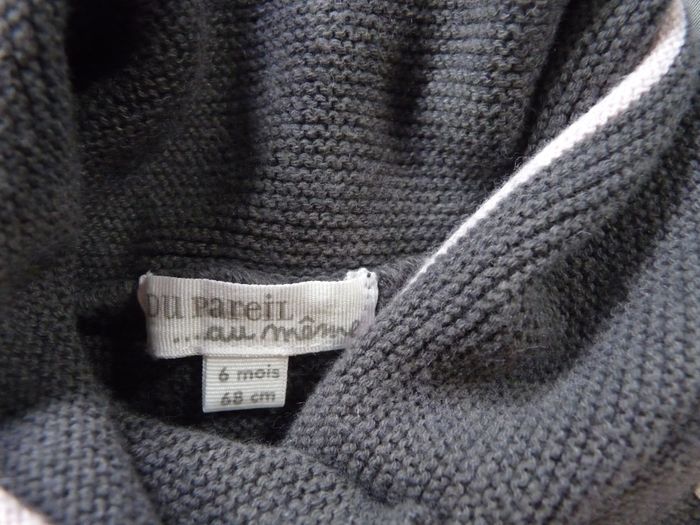 DU PareiL
...au même
6 mois
68 cm